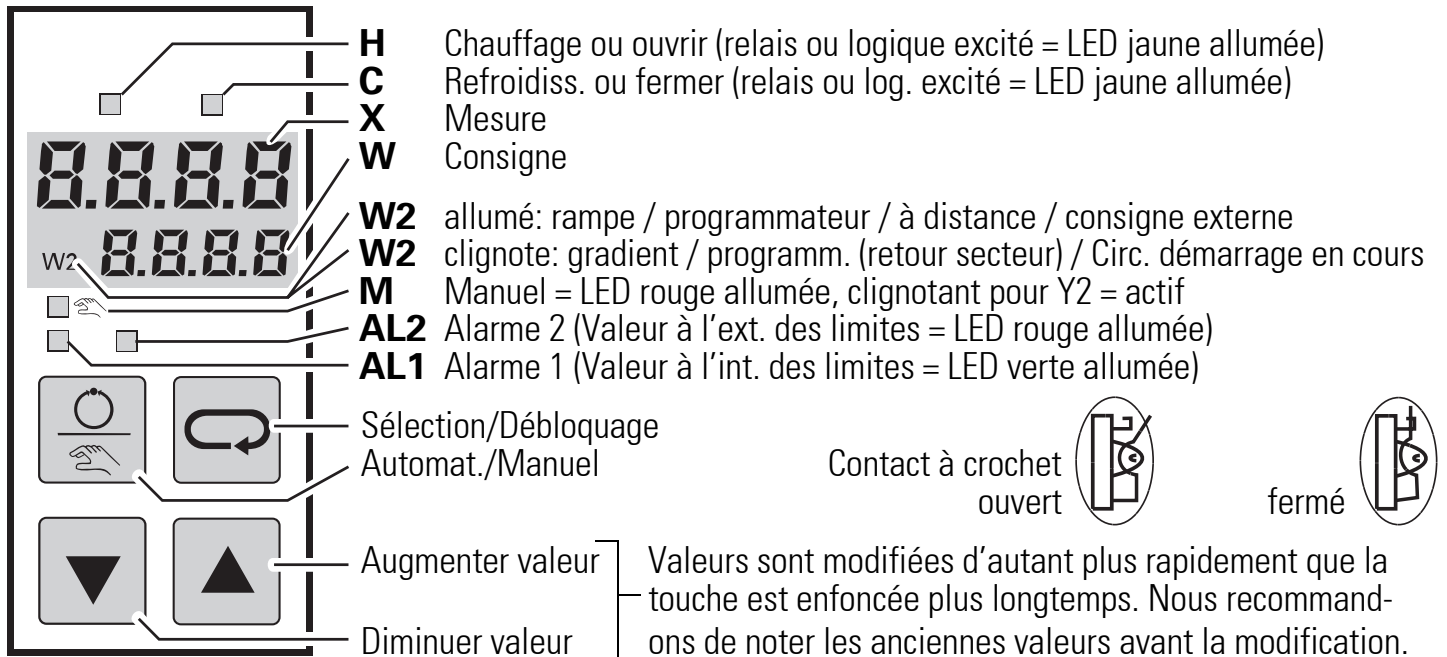 H Chauffage ou ouvrir (relais ou logique excité = LED jaune allumée)
C Refroidiss. ou fermer (relais ou log. excité = LED jaune allumée)
X Mesure
8.8.8.8
W Consigne
W2 allumé: rampe / programmateur / à distance / consigne externe
W2 8.8.8.8
W2 clignote: gradient / programm. (retour secteur) / Circ. démarrage en cours
M Manuel = LED rouge allumée, clignotant pour Y2 = actif
AL2 Alarme 2 (Valeur à l’ext. des limites = LED rouge allumée)
AL1 Alarme 1 (Valeur à l’int. des limites = LED verte allumée)
Sélection/Débloquage
Automat./Manuel
Contact à crochet
ouvert
fermé
Augmenter valeur
Diminuer valeur
Valeurs sont modifiées d’autant plus rapidement que la
touche est enfoncée plus longtemps. Nous recommand-
ons de noter les anciennes valeurs avant la modification.